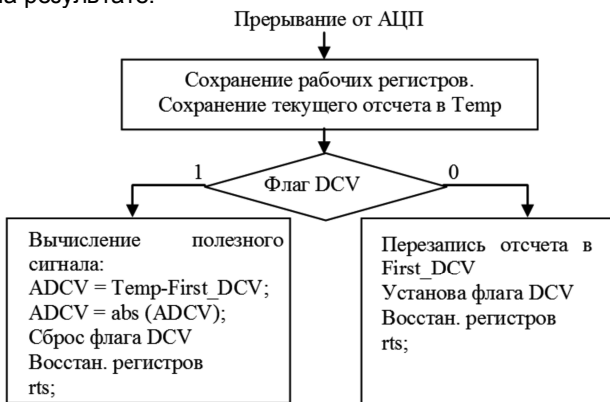 на результате.
Прерывание от АЦП
Сохранение рабочих регистров.
Сохранение текущего отсчета в Temp
1
Флаг DCV
0
Вычисление полезного
сигнала:
ADCV = Temp-First_DCV;
ADCV = abs (ADCV);
Сброс флага DCV
Восстан. регистров
rts;
Перезапись отсчета в
First_DCV
Установа флага DCV
Восстан. регистров
rts;